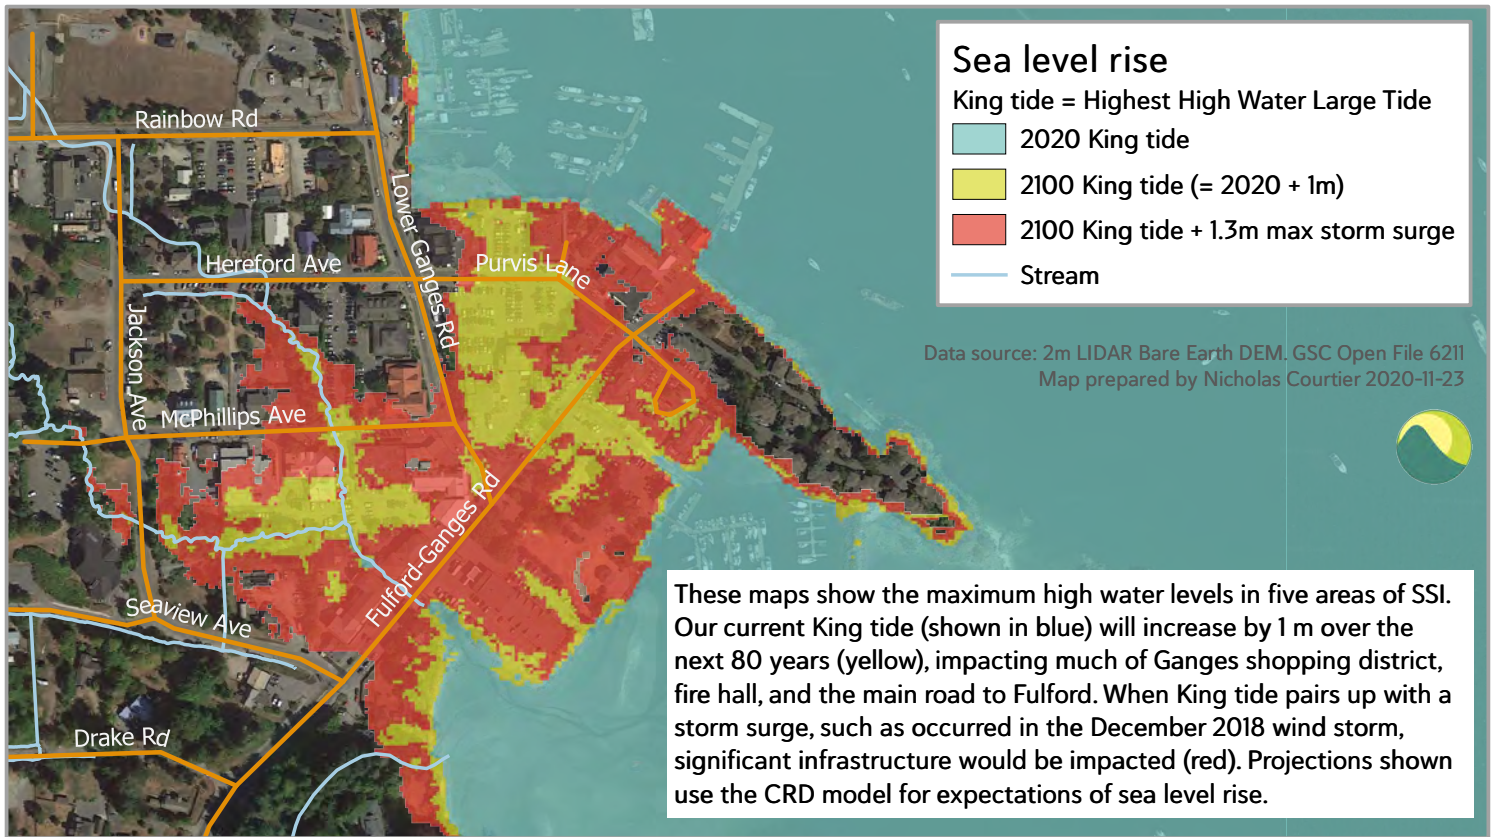 Sea level rise
King tide = Highest High Water Large Tide
2020 King tide
2100 King tide (= 2020 + 1m)
2100 King tide + 1.3m max storm surge
Stream
Data source: 2m LIDAR Bare Earth DEM. GSC Open File 6211
Map prepared by Nicholas Courtier 2020-11-23
Rainbow Rd
Lower Ganges Rd
Hereford Ave
Purvis Lane
Jackson Ave
McPhillips Ave
Fulford-Ganges Rd
Seaview Ave
Drake Rd
These maps show the maximum high water levels in five areas of SSI.
Our current King tide (shown in blue) will increase by 1 m over the
next 80 years (yellow), impacting much of Ganges shopping district,
fire hall, and the main road to Fulford. When King tide pairs up with a
storm surge, such as occurred in the December 2018 wind storm,
significant infrastructure would be impacted (red). Projections shown
use the CRD model for expectations of sea level rise.